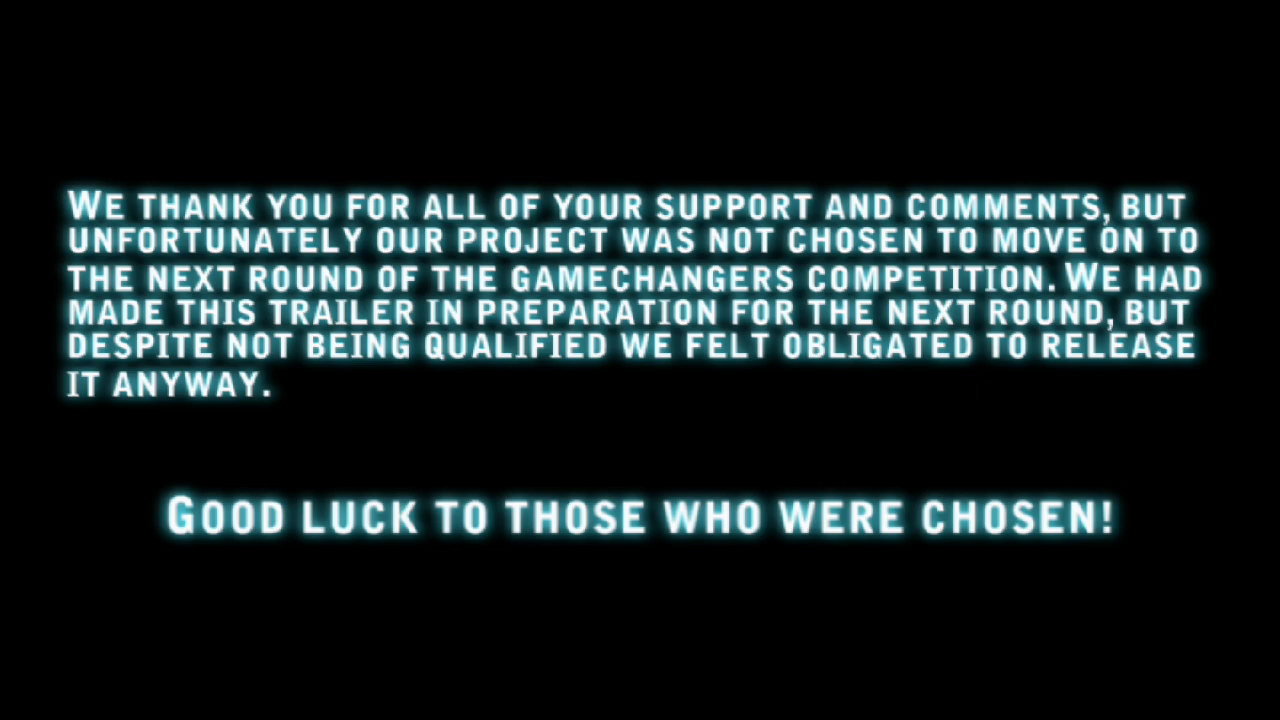 We thank you for all of your support and comments, but
unfortunately our project was not chosen to move on to
the next round of the gamechangers competition. We had
made this trailer in preparation for the next round, but
despite not being qualified we felt obligated to release
it anyway.
Good luck to those who were chosen!